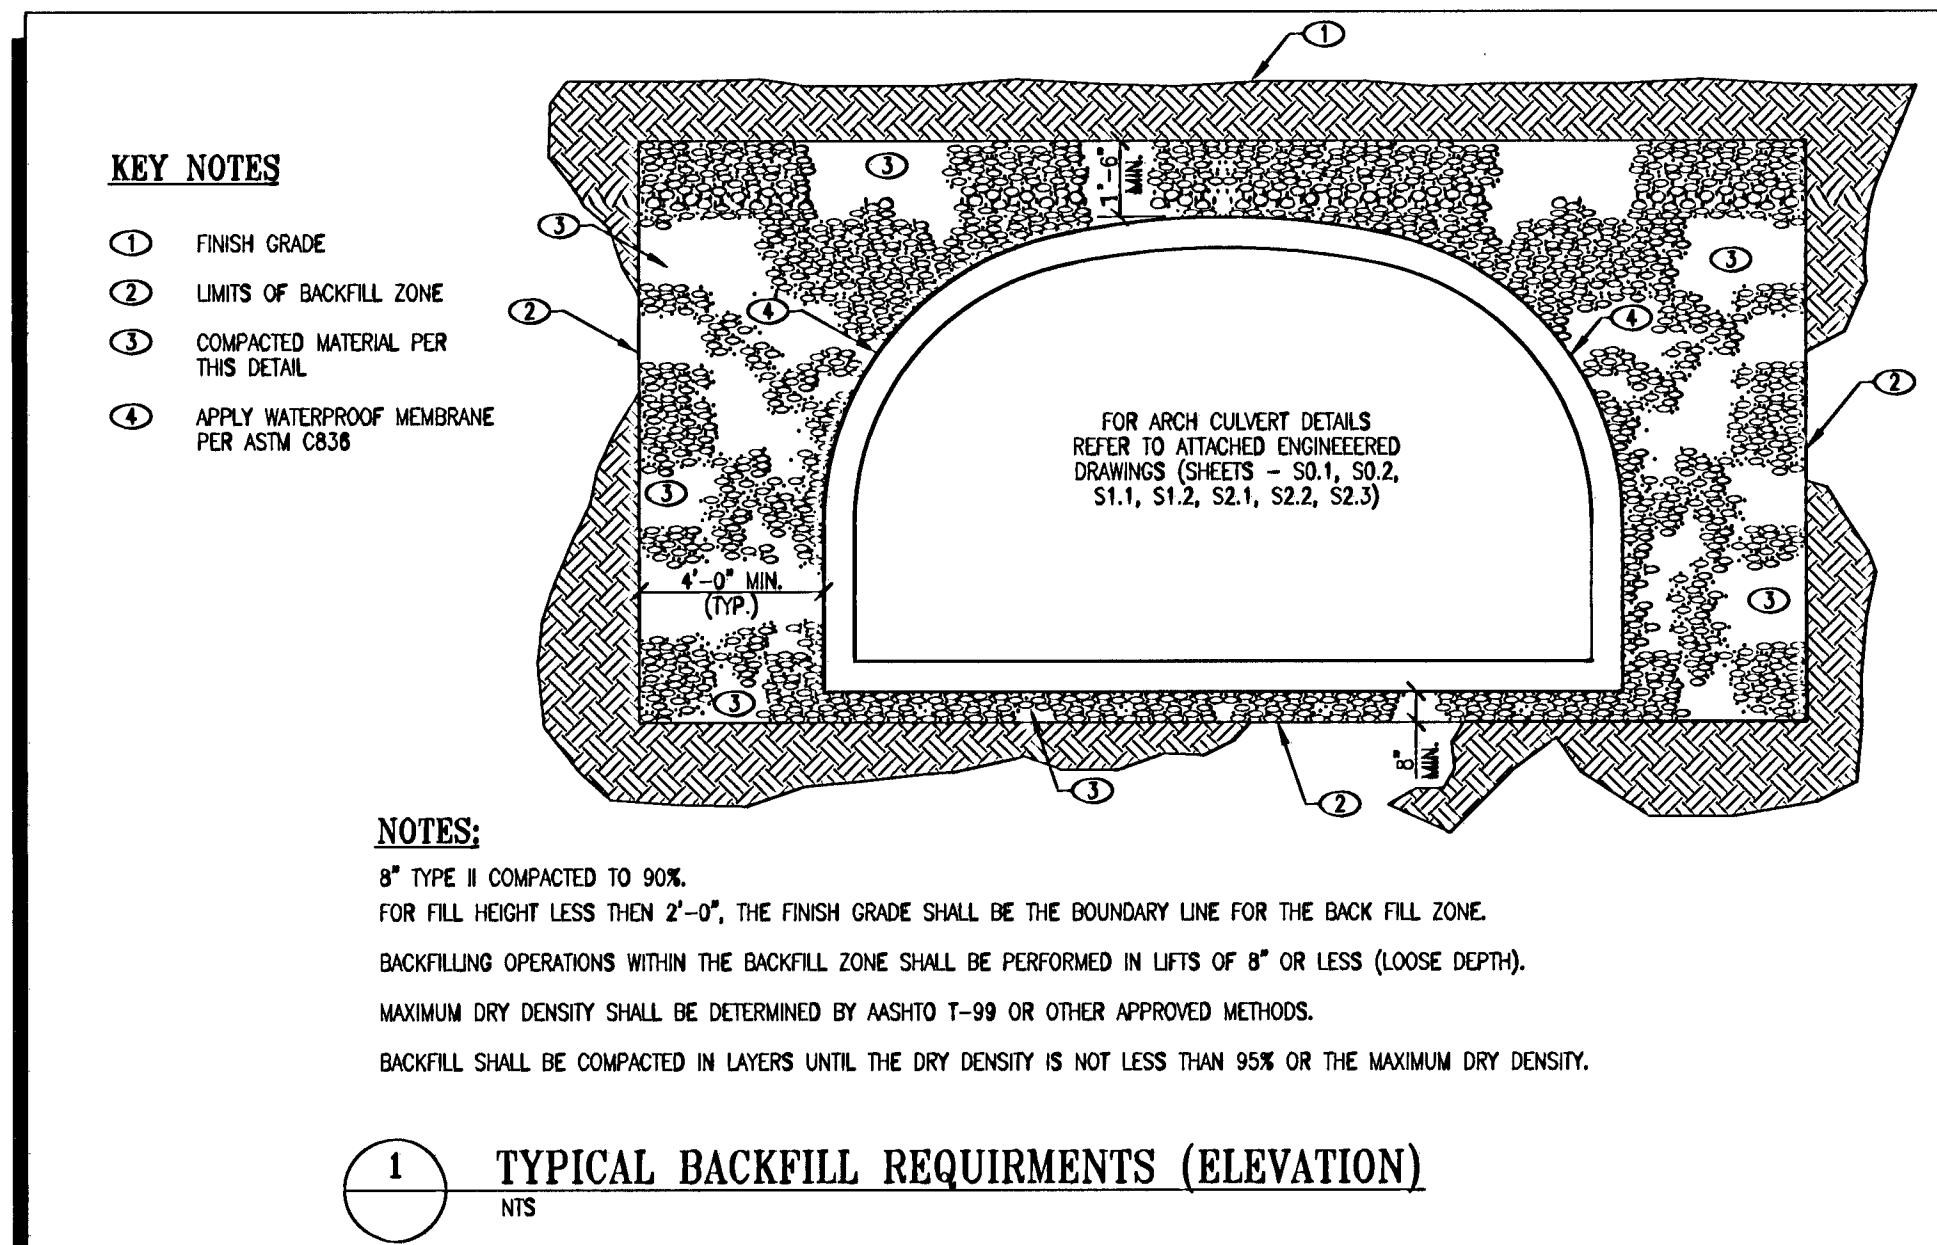 1
KEY NOTES
1 FINISH GRADE
2 LIMITS OF BACKFILL ZONE
3 COMPACTED MATERIAL PER
THIS DETAIL
4 APPLY WATERPROOF MEMBRANE
PER ASTM C836
3
1'-6"
MIN.
3
3
2
4
4
2
FOR ARCH CULVERT DETAILS
REFER TO ATTACHED ENGINEEERED
DRAWINGS (SHEETS - S0.1, S0.2,
S1.1, S1.2, S2.1, S2.2, S2.3)
3
4'-0" MIN.
(TYP.)
3
3
8"
MIN.
3
2
NOTES:
8" TYPE II COMPACTED TO 90%.
FOR FILL HEIGHT LESS THEN 2'-0", THE FINISH GRADE SHALL BE THE BOUNDARY LINE FOR THE BACK FILL ZONE.
BACKFILLING OPERATIONS WITHIN THE BACKFILL ZONE SHALL BE PERFORMED IN LIFTS OF 8" OR LESS (LOOSE DEPTH).
MAXIMUM DRY DENSITY SHALL BE DETERMINED BY AASHTO T-99 OR OTHER APPROVED METHODS.
BACKFILL SHALL BE COMPACTED IN LAYERS UNTIL THE DRY DENSITY IS NOT LESS THAN 95% OR THE MAXIMUM DRY DENSITY.
1 TYPICAL BACKFILL REQUIRMENTS (ELEVATION)
NTS